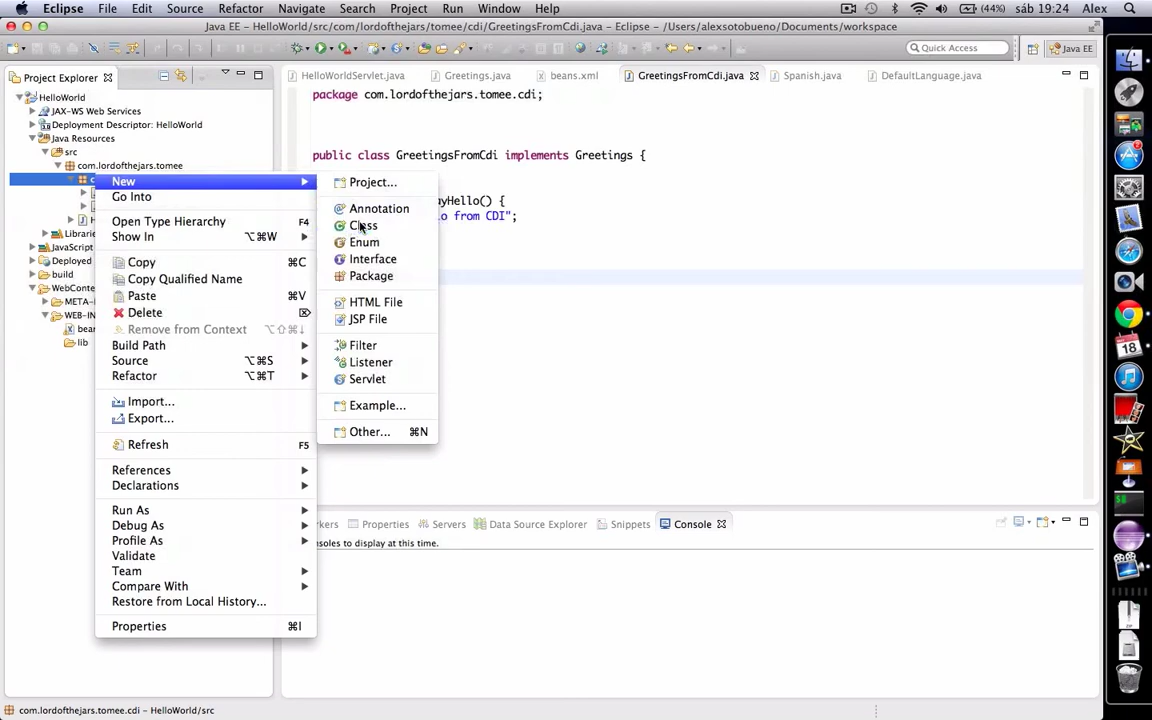 Eclipse File Edit Source Refactor Navigate Search Project Run Window Help (44%) sáb 19:24 Alex
Java EE - HelloWorld/src/com/lordofthejars/tomee/cdi/GreetingsFromCdi.java - Eclipse - /Users/alexsotobueno/Documents/workspace
Quick Access Java EE
Project Explorer
HelloWorld
JAX-WS Web Services
Deployment Descriptor: HelloWorld
Java Resources
src
com.lordofthejars.tomee
Librarie
JavaScript
Deployed
build
WebConte
META-
WEB-IN
bean
lib
New
Go Into
Open Type Hierarchy F4
Show In ⌥⌘W
Copy ⌘C
Copy Qualified Name
Paste ⌘V
Delete ⌦
Remove from Context ⌥⇧⌘↓
Build Path
Source ⌥⌘S
Refactor ⌥⌘T
Import...
Export...
Refresh F5
References
Declarations
Run As
Debug As
Profile As
Validate
Team
Compare With
Restore from Local History...
Properties ⌘I
Project...
Annotation
Class
Enum
Interface
Package
HTML File
JSP File
Filter
Listener
Servlet
Example...
Other... ⌘N
HelloWorldServlet.java Greetings.java beans.xml GreetingsFromCdi.java Spanish.java DefaultLanguage.java
package com.lordofthejars.tomee.cdi;
public class GreetingsFromCdi implements Greetings {
ayHello() {
lo from CDI";
rkers Properties Servers Data Source Explorer Snippets Console
nsoles to display at this time.
18
com.lordofthejars.tomee.cdi - HelloWorld/src